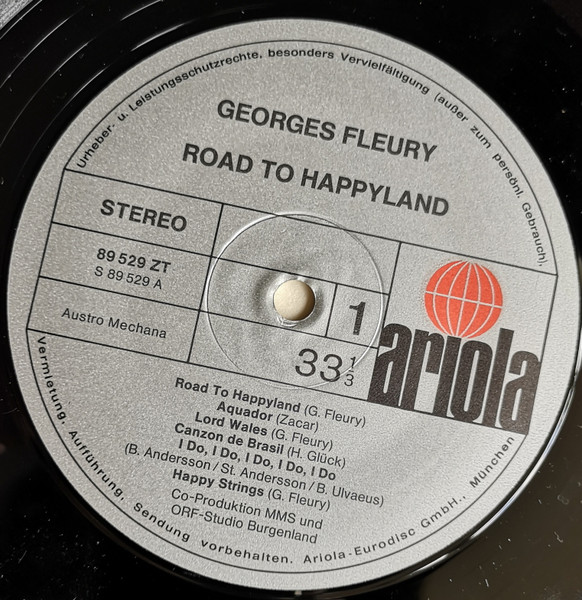 Urheber- u. Leistungsschutzrechte, besonders Vervielfältigung (außer zum persönl. Gebrauch),
GEORGES FLEURY
ROAD TO HAPPYLAND
STEREO
89 529 ZT
S 89 529 A
1
Austro Mechana
33 1/3
ariola
Road To Happyland (G. Fleury)
Aquador (Zacar)
Lord Wales (G. Fleury)
Canzon de Brasil (H. Glück)
I Do, I Do, I Do, I Do, I Do
(B. Andersson/St. Andersson/B. Ulvaeus)
Happy Strings (G. Fleury)
Co-Produktion MMS und
ORF-Studio Burgenland
Vermietung, Aufführung, Sendung vorbehalten. Ariola-Eurodisc GmbH., München